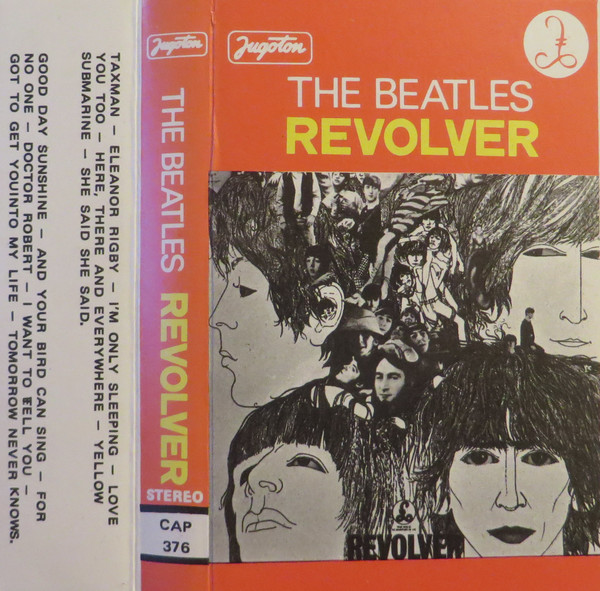 TAXMAN – ELEANOR RIGBY – I'M ONLY SLEEPING – LOVE
YOU TOO – HERE, THERE AND EVERYWHERE – YELLOW
SUBMARINE – SHE SAID SHE SAID.
GOOD DAY SUNSHINE – AND YOUR BIRD CAN SING – FOR
NO ONE – DOCTOR ROBERT – I WANT TO TELL YOU –
GOT TO GET YOUINTO MY LIFE – TOMORROW NEVER KNOWS.
Jugoton
THE BEATLES REVOLVER
STEREO
CAP
376
Jugoton
THE BEATLES
REVOLVER
REVOLVER